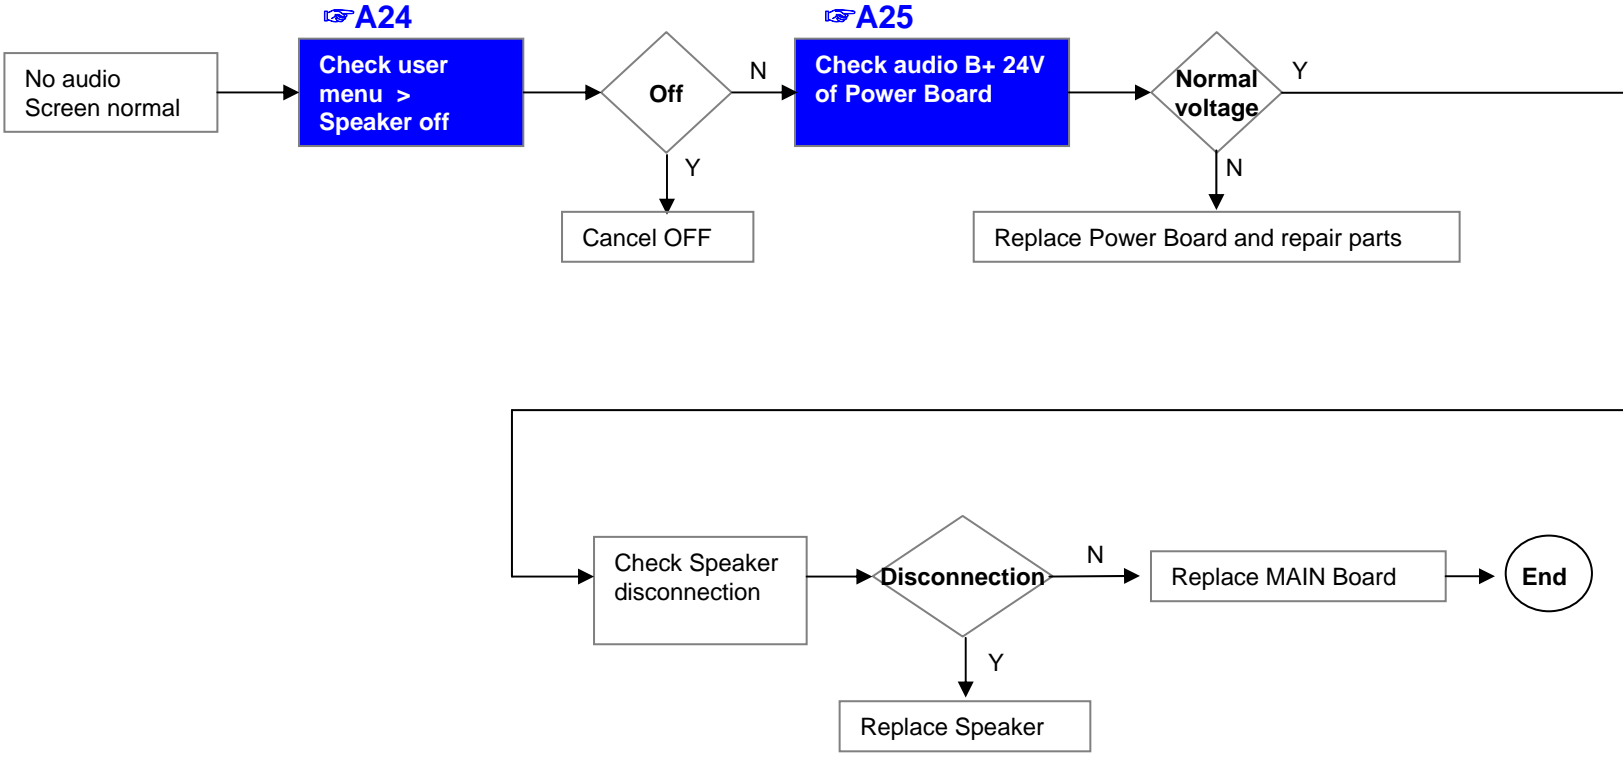 ☞A24
☞A25
No audio
Screen normal
Check user
menu >
Speaker off
Off
N
Check audio B+ 24V
of Power Board
Normal
voltage
Y
Y
N
Cancel OFF
Replace Power Board and repair parts
Check Speaker
disconnection
Disconnection
N
Replace MAIN Board
End
Y
Replace Speaker